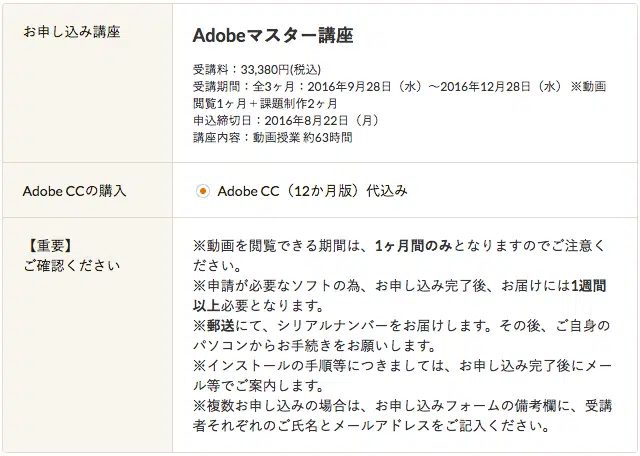 お申し込み講座
Adobeマスター講座
受講料：33,380円(税込)
受講期間：全3ヶ月：2016年9月28日（水）〜2016年12月28日（水） ※動画
閲覧1ヶ月＋課題制作2ヶ月
申込締切日：2016年8月22日（月）
講座内容：動画授業 約63時間
Adobe CCの購入
Adobe CC（12か月版）代込み
【重要】
ご確認ください
※動画を閲覧できる期間は、1ヶ月間のみとなりますのでご注意く
ださい。
※申請が必要なソフトの為、お申し込み完了後、お届けには1週間
以上必要となります。
※郵送にて、シリアルナンバーをお届けします。その後、ご自身の
パソコンからお手続きをお願いします。
※インストールの手順等につきましては、お申し込み完了後にメー
ル等でご案内します。
※複数お申し込みの場合は、お申し込みフォームの備考欄に、受講
者それぞれのご氏名とメールアドレスをご記入ください。